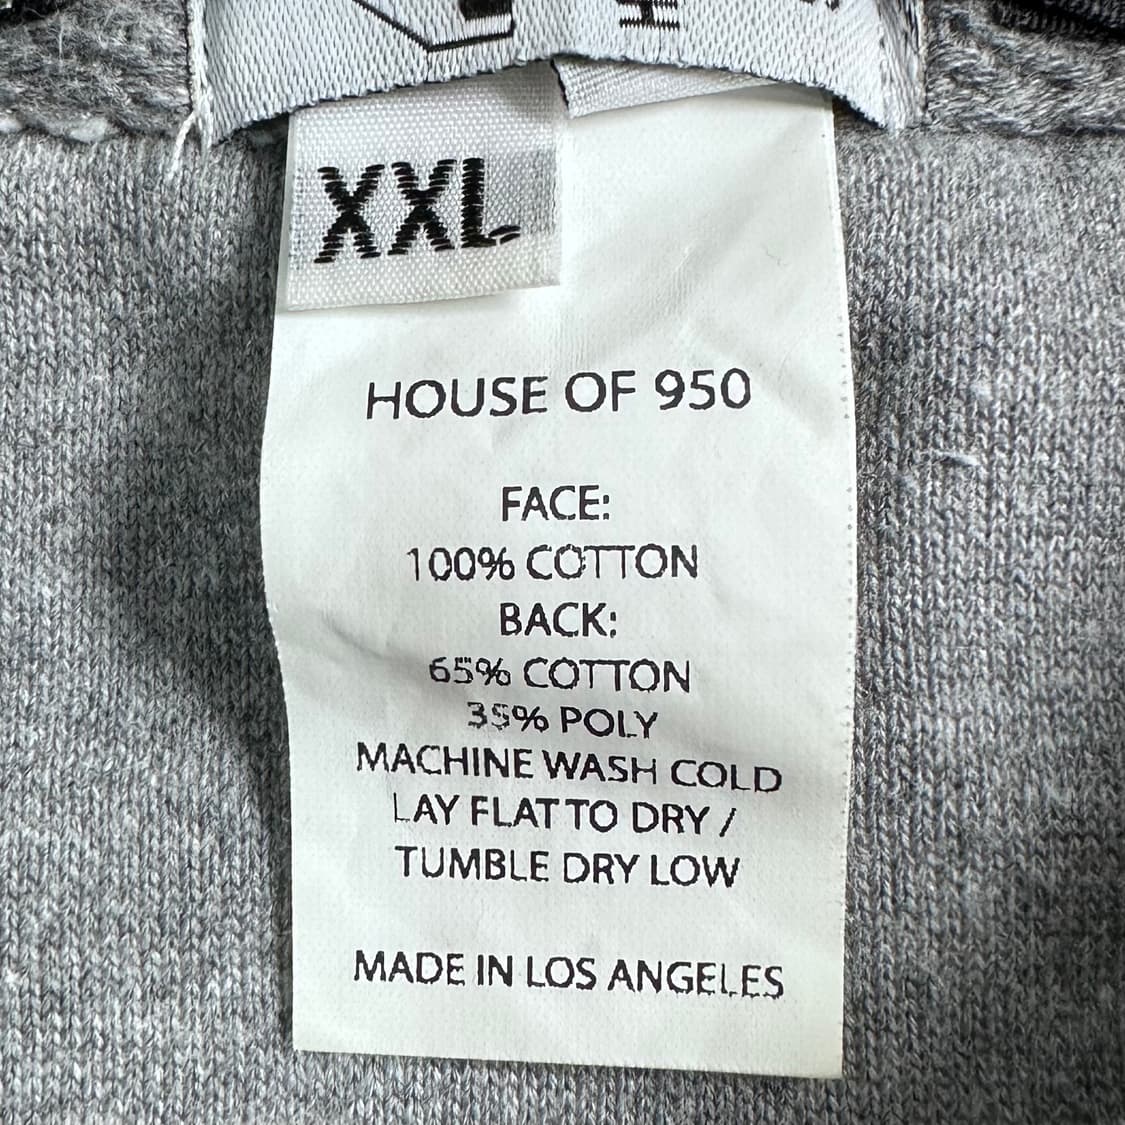 XXL
HOUSE OF 950
FACE:
100% COTTON
BACK:
65% COTTON
35% POLY
MACHINE WASH COLD
LAY FLAT TO DRY /
TUMBLE DRY LOW
MADE IN LOS ANGELES